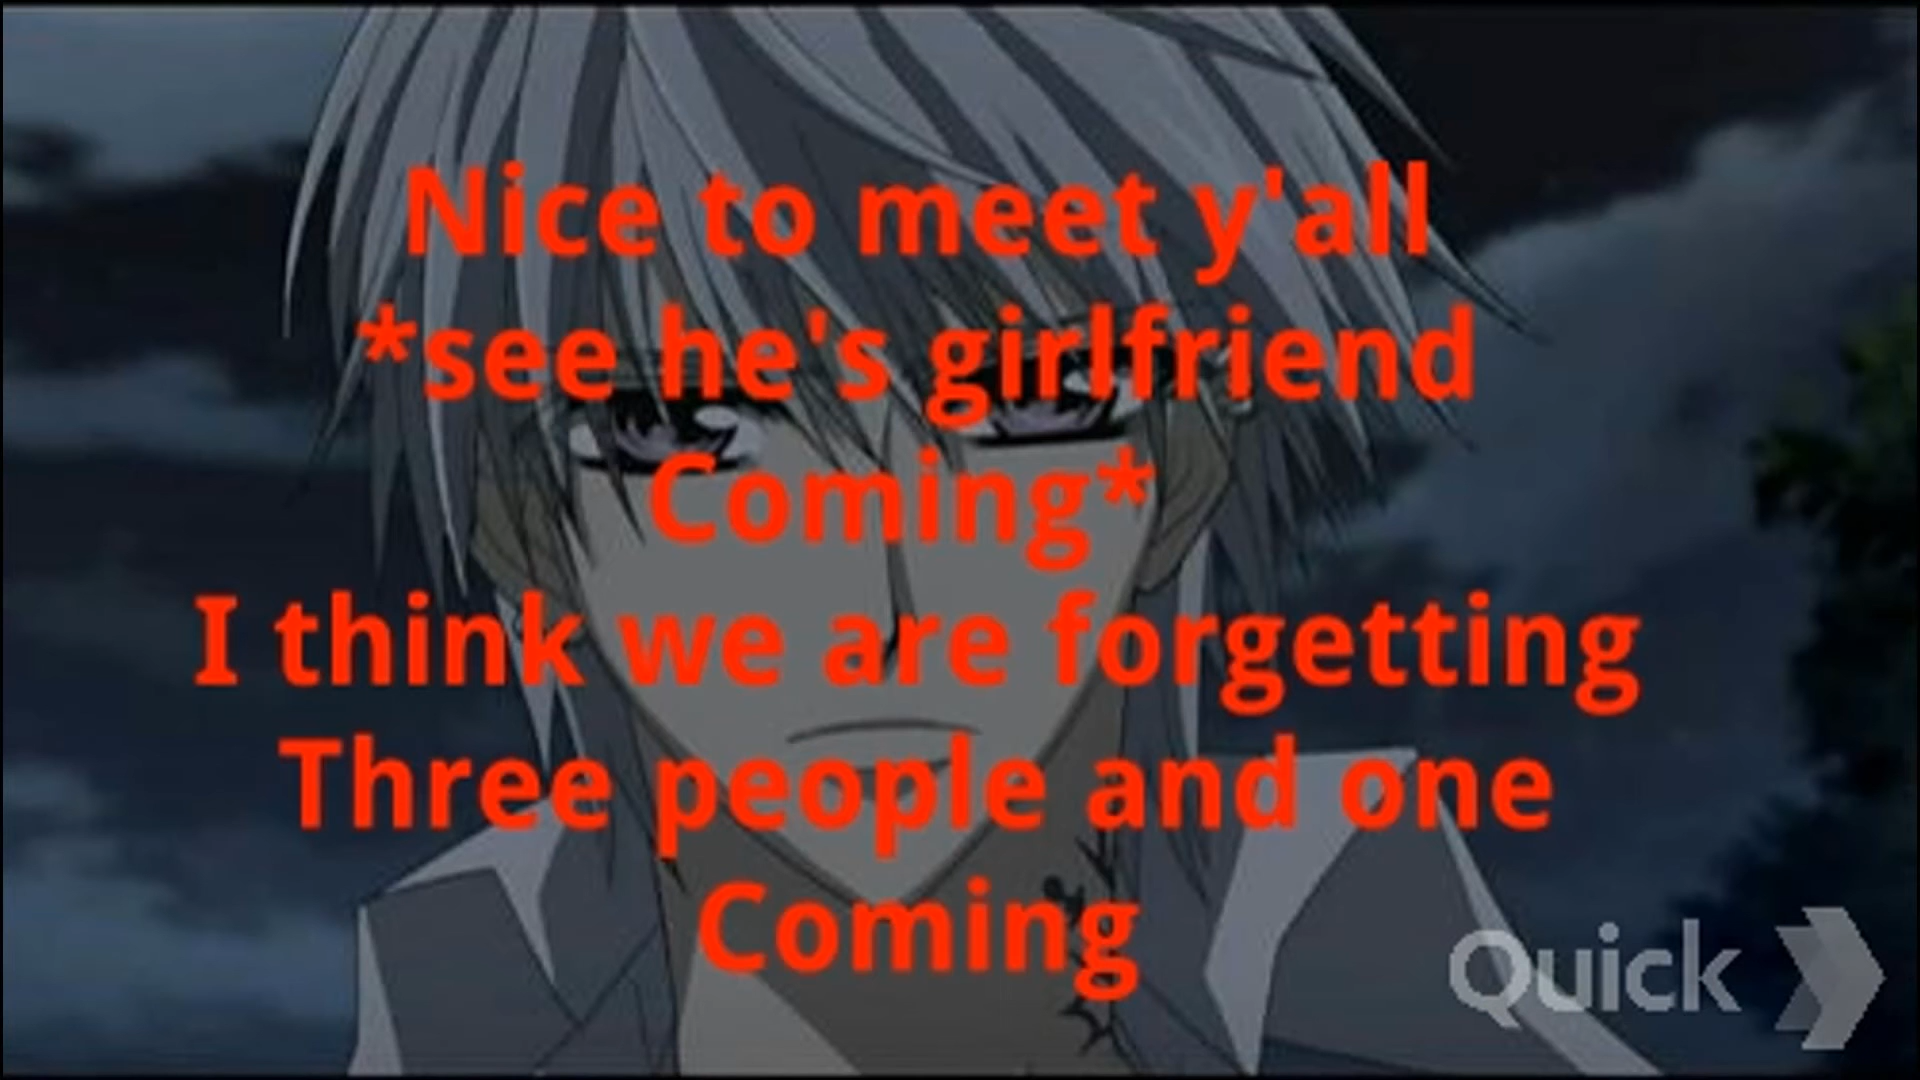 Nice to meet y'all
*see he's girlfriend
Coming*
I think we are forgetting
Three people and one
Coming
Quick